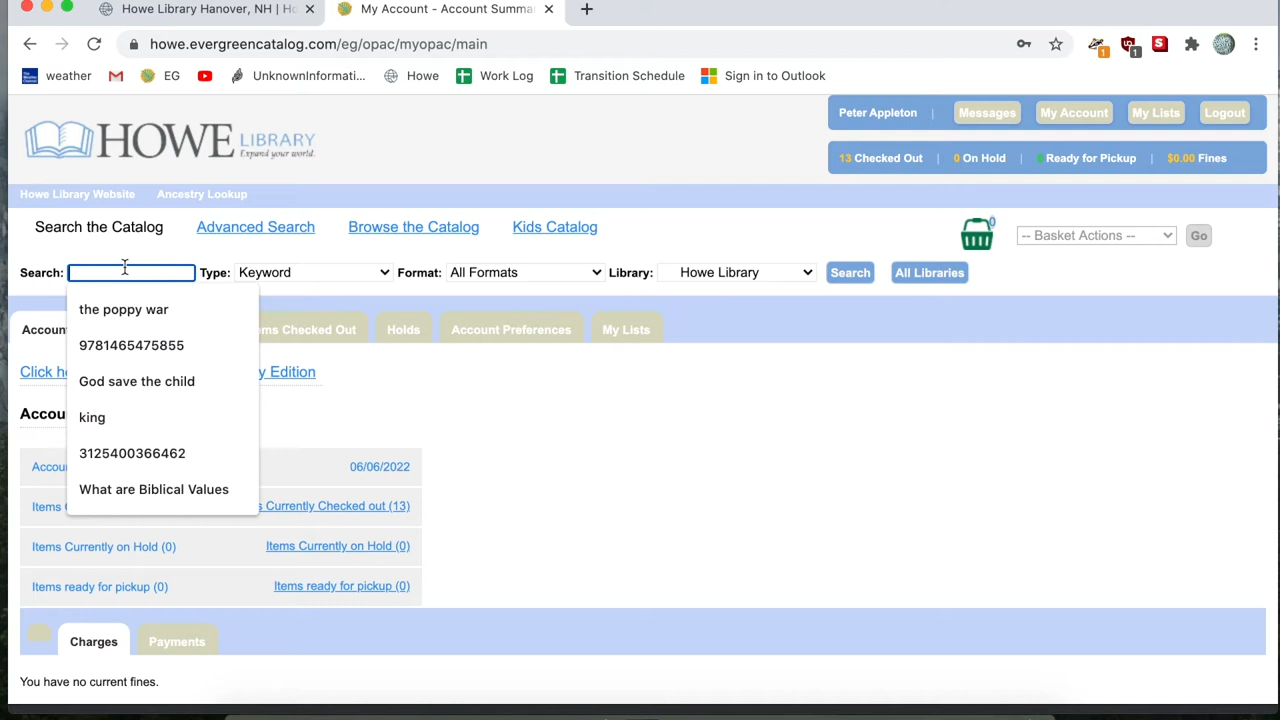 Howe Library Hanover, NH | Ho
My Account - Account Summa
howe.evergreencatalog.com/eg/opac/myopac/main
1
1
weather
EG
UnknownInformati...
Howe
Work Log
Transition Schedule
Sign in to Outlook
HOWE LIBRARY
Expand your world.
Peter Appleton | Messages My Account My Lists Logout
13 Checked Out | 0 On Hold | Ready for Pickup | $0.00 Fines
Howe Library Website Ancestry Lookup
Search the Catalog Advanced Search Browse the Catalog Kids Catalog
0
-- Basket Actions -- Go
Search: Type: Keyword Format: All Formats Library: Howe Library Search All Libraries
the poppy war
9781465475855
God save the child
king
3125400366462
What are Biblical Values
Account ms Checked Out Holds Account Preferences My Lists
Click he y Edition
Accou
Accou 06/06/2022
Items s Currently Checked out (13)
Items Currently on Hold (0) Items Currently on Hold (0)
Items ready for pickup (0) Items ready for pickup (0)
Charges Payments
You have no current fines.